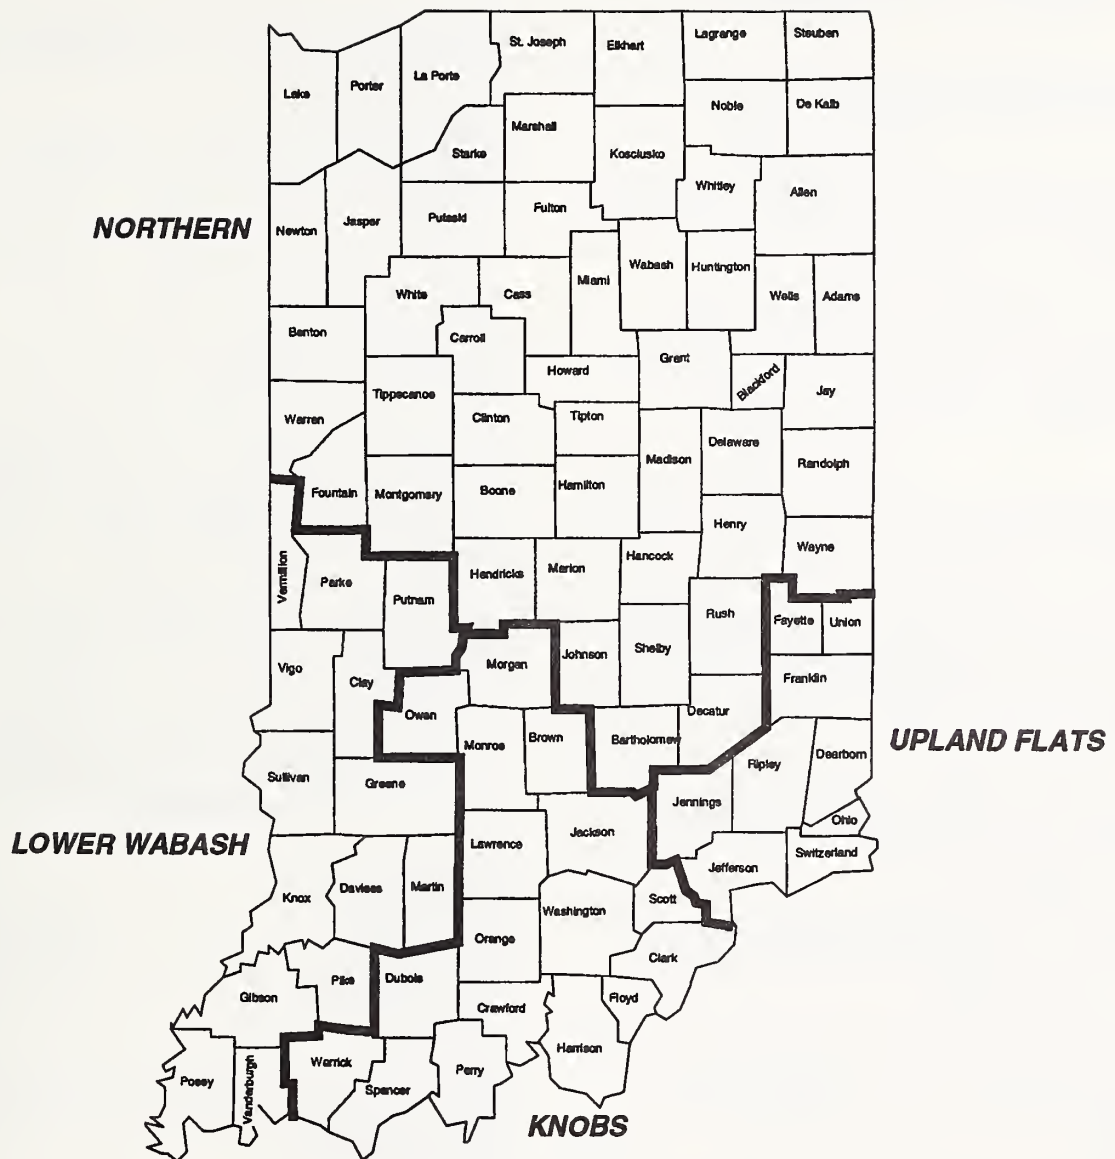 St. Joseph Elkhart Lagrange Steuben
Lake Porter La Porte
Noble De Kalb
Marshall
Starke Kosciusko
Whitley Allen
NORTHERN
Newton Jasper Pulaski Fulton
Wabash Huntington
Miami
White Cass Wells Adams
Benton Carroll
Grant
Howard Blackford Jay
Tippecanoe
Warren Clinton Tipton
Delaware
Madison Randolph
Fountain Montgomery Boone Hamilton
Henry
Wayne
Hancock
Vermillion Parke Hendricks Marion
Putnam Rush Fayette Union
Vigo Clay Morgan Johnson Shelby
Franklin
Owen Decatur
Monroe Brown Bartholomew
UPLAND FLATS
Dearborn
Ripley
Sullivan Greene
Jennings
Ohio
LOWER WABASH
Lawrence Jackson
Switzerland
Jefferson
Knox Daviess Martin
Scott
Washington
Orange
Clark
Pike Dubois
Gibson Crawford Floyd
Harrison
Posey Vanderburgh Warrick Spencer Perry
KNOBS